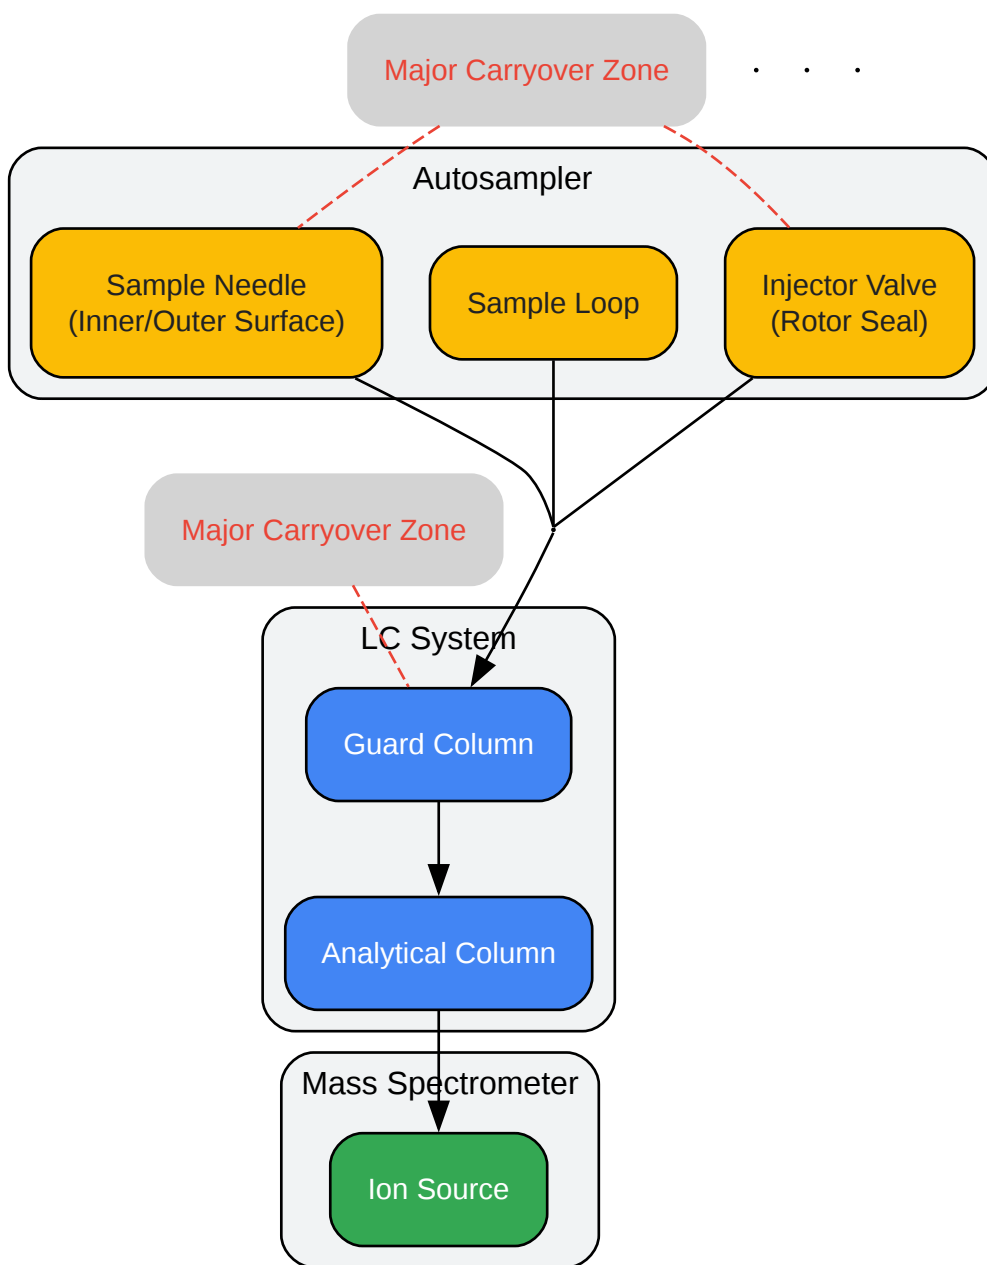 Major Carryover Zone
Autosampler
Sample Needle
(Inner/Outer Surface)
Sample Loop
Injector Valve
(Rotor Seal)
Major Carryover Zone
LC System
Guard Column
Analytical Column
Mass Spectrometer
Ion Source